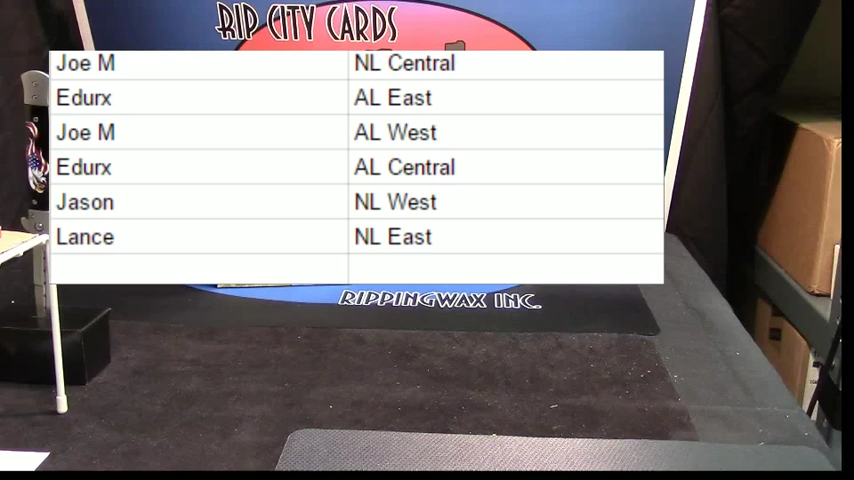 RIP CITY CARDS
Joe M NL Central
Edurx AL East
Joe M AL West
Edurx AL Central
Jason NL West
Lance NL East
RIPPINGWAX INC.